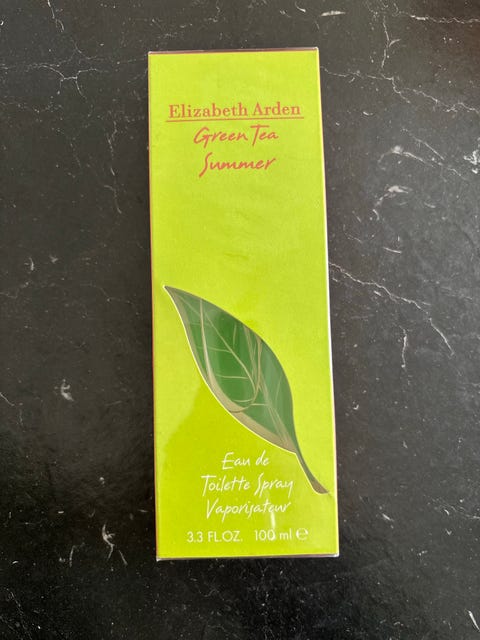 Elizabeth Arden
Green Tea
Summer
Eau de
Toilette Spray
Vaporisateur
3.3 FL.OZ. 100 ml ℮